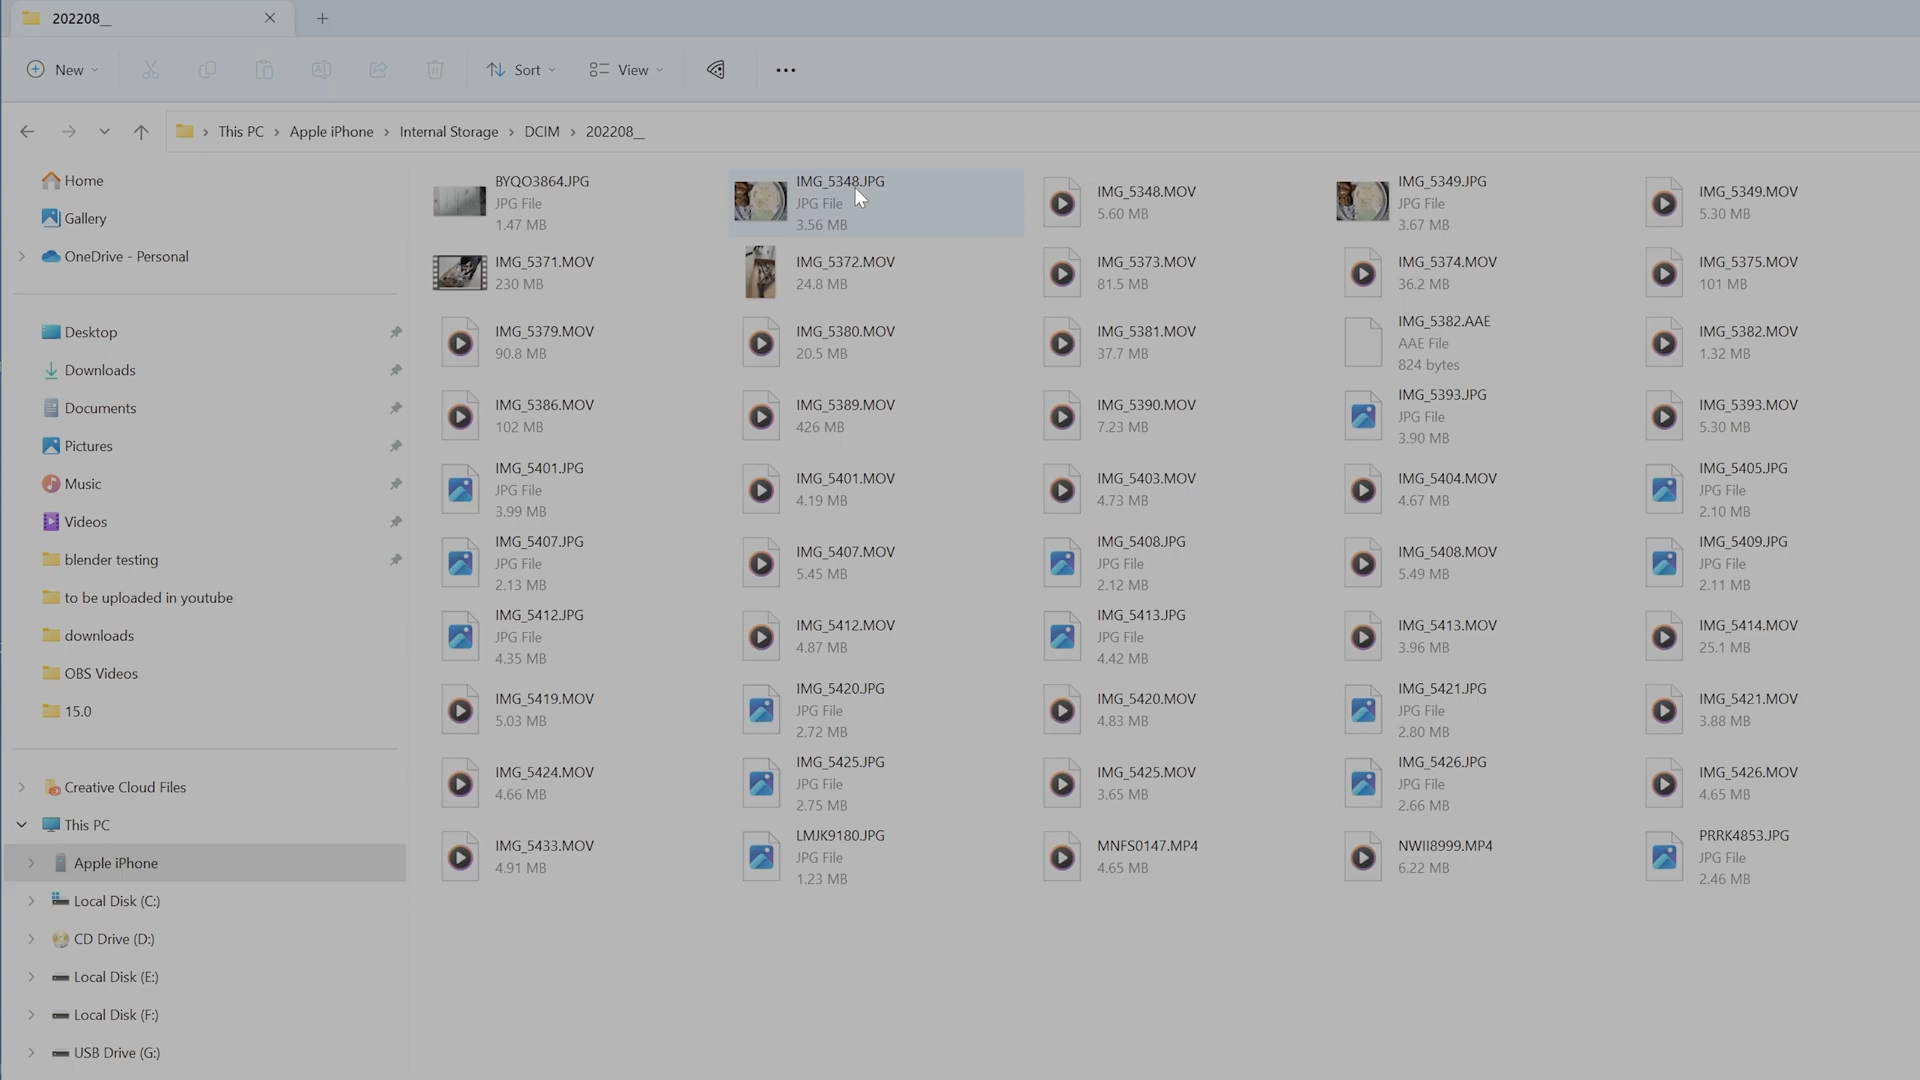 202208__
New
Sort
View
This PC > Apple iPhone > Internal Storage > DCIM > 202208__
Home
Gallery
OneDrive - Personal
Desktop
Downloads
Documents
Pictures
Music
Videos
blender testing
to be uploaded in youtube
downloads
OBS Videos
15.0
Creative Cloud Files
This PC
Apple iPhone
Local Disk (C:)
CD Drive (D:)
Local Disk (E:)
Local Disk (F:)
USB Drive (G:)
BYQO3864.JPG
JPG File
1.47 MB
IMG_5348.JPG
JPG File
3.56 MB
IMG_5348.MOV
5.60 MB
IMG_5349.JPG
JPG File
3.67 MB
IMG_5349.MOV
5.30 MB
IMG_5371.MOV
230 MB
IMG_5372.MOV
24.8 MB
IMG_5373.MOV
81.5 MB
IMG_5374.MOV
36.2 MB
IMG_5375.MOV
101 MB
IMG_5379.MOV
90.8 MB
IMG_5380.MOV
20.5 MB
IMG_5381.MOV
37.7 MB
IMG_5382.AAE
AAE File
824 bytes
IMG_5382.MOV
1.32 MB
IMG_5386.MOV
102 MB
IMG_5389.MOV
426 MB
IMG_5390.MOV
7.23 MB
IMG_5393.JPG
JPG File
3.90 MB
IMG_5393.MOV
5.30 MB
IMG_5401.JPG
JPG File
3.99 MB
IMG_5401.MOV
4.19 MB
IMG_5403.MOV
4.73 MB
IMG_5404.MOV
4.67 MB
IMG_5405.JPG
JPG File
2.10 MB
IMG_5407.JPG
JPG File
2.13 MB
IMG_5407.MOV
5.45 MB
IMG_5408.JPG
JPG File
2.12 MB
IMG_5408.MOV
5.49 MB
IMG_5409.JPG
JPG File
2.11 MB
IMG_5412.JPG
JPG File
4.35 MB
IMG_5412.MOV
4.87 MB
IMG_5413.JPG
JPG File
4.42 MB
IMG_5413.MOV
3.96 MB
IMG_5414.MOV
25.1 MB
IMG_5419.MOV
5.03 MB
IMG_5420.JPG
JPG File
2.72 MB
IMG_5420.MOV
4.83 MB
IMG_5421.JPG
JPG File
2.80 MB
IMG_5421.MOV
3.88 MB
IMG_5424.MOV
4.66 MB
IMG_5425.JPG
JPG File
2.75 MB
IMG_5425.MOV
3.65 MB
IMG_5426.JPG
JPG File
2.66 MB
IMG_5426.MOV
4.65 MB
IMG_5433.MOV
4.91 MB
LMJK9180.JPG
JPG File
1.23 MB
MNFS0147.MP4
4.65 MB
NWII8999.MP4
6.22 MB
PRRK4853.JPG
JPG File
2.46 MB